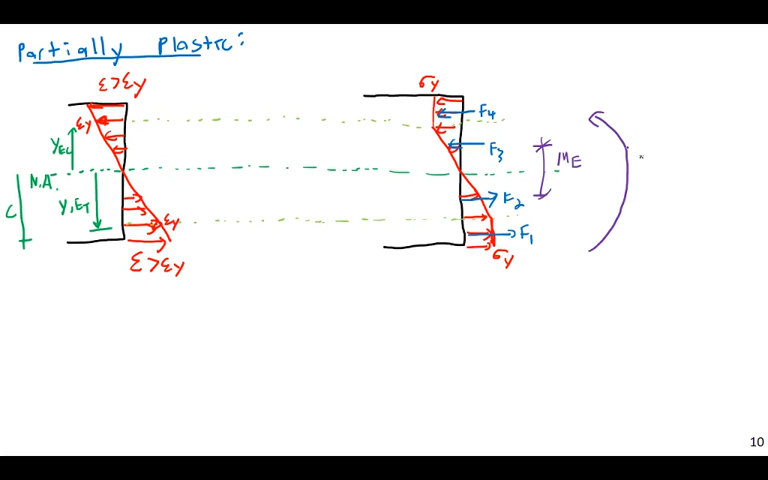 Partially Plastic:
ε>εy
σy
εy
F4
yEC
F3
ME
N.A.
C
y,ET
F2
εy
F1
ε>εy
σy
10